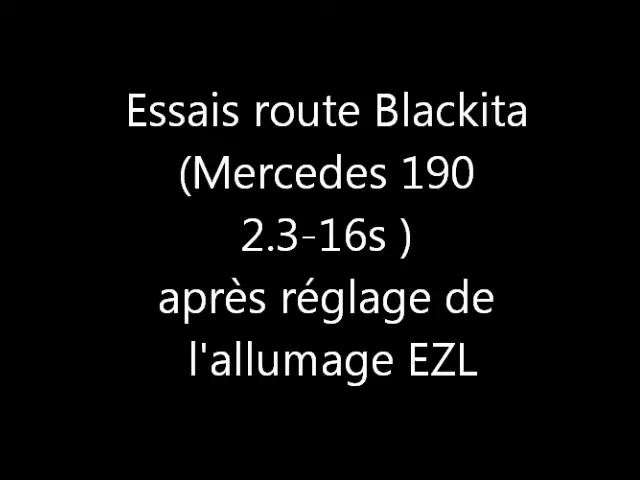 Essais route Blackita
(Mercedes 190
2.3-16s )
après réglage de
l'allumage EZL